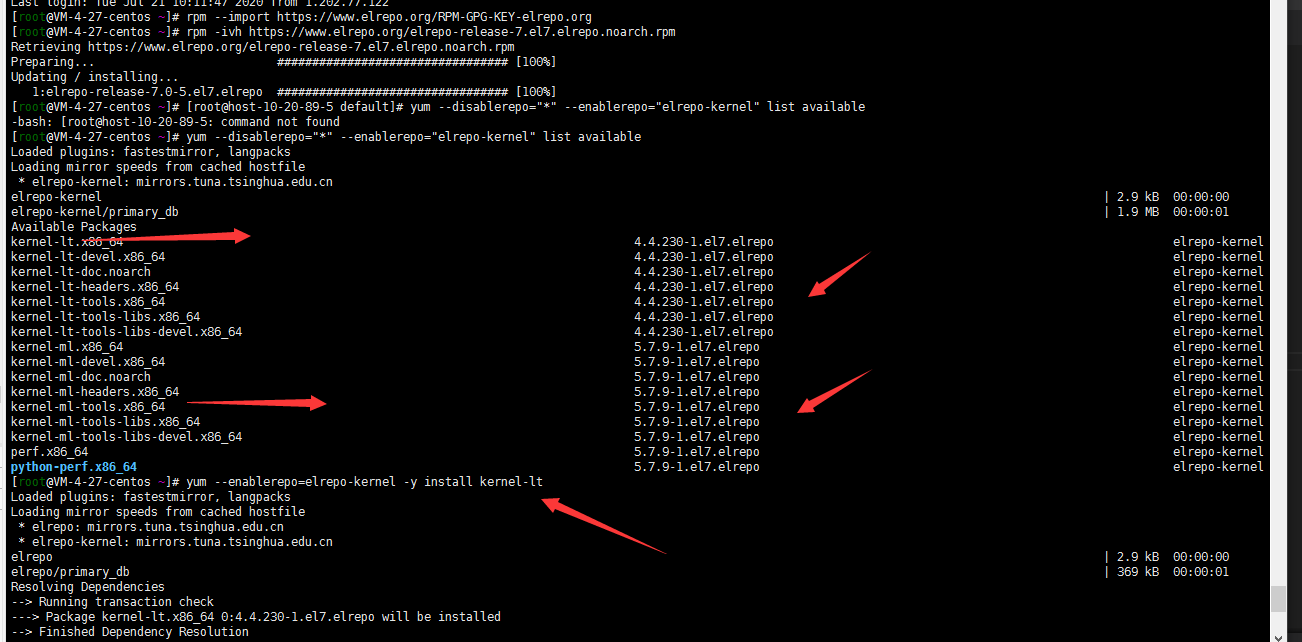 Last login: Tue Jul 21 10:11:47 2020 from 1.202.77.122
[root@VM-4-27-centos ~]# rpm --import https://www.elrepo.org/RPM-GPG-KEY-elrepo.org
[root@VM-4-27-centos ~]# rpm -ivh https://www.elrepo.org/elrepo-release-7.el7.elrepo.noarch.rpm
Retrieving https://www.elrepo.org/elrepo-release-7.el7.elrepo.noarch.rpm
Preparing...                          ################################# [100%]
Updating / installing...
   1:elrepo-release-7.0-5.el7.elrepo  ################################# [100%]
[root@VM-4-27-centos ~]# [root@host-10-20-89-5 default]# yum --disablerepo="*" --enablerepo="elrepo-kernel" list available
-bash: [root@host-10-20-89-5: command not found
[root@VM-4-27-centos ~]# yum --disablerepo="*" --enablerepo="elrepo-kernel" list available
Loaded plugins: fastestmirror, langpacks
Loading mirror speeds from cached hostfile
 * elrepo-kernel: mirrors.tuna.tsinghua.edu.cn
elrepo-kernel | 2.9 kB  00:00:00
elrepo-kernel/primary_db | 1.9 MB  00:00:01
Available Packages
kernel-lt.x86_64 4.4.230-1.el7.elrepo elrepo-kernel
kernel-lt-devel.x86_64 4.4.230-1.el7.elrepo elrepo-kernel
kernel-lt-doc.noarch 4.4.230-1.el7.elrepo elrepo-kernel
kernel-lt-headers.x86_64 4.4.230-1.el7.elrepo elrepo-kernel
kernel-lt-tools.x86_64 4.4.230-1.el7.elrepo elrepo-kernel
kernel-lt-tools-libs.x86_64 4.4.230-1.el7.elrepo elrepo-kernel
kernel-lt-tools-libs-devel.x86_64 4.4.230-1.el7.elrepo elrepo-kernel
kernel-ml.x86_64 5.7.9-1.el7.elrepo elrepo-kernel
kernel-ml-devel.x86_64 5.7.9-1.el7.elrepo elrepo-kernel
kernel-ml-doc.noarch 5.7.9-1.el7.elrepo elrepo-kernel
kernel-ml-headers.x86_64 5.7.9-1.el7.elrepo elrepo-kernel
kernel-ml-tools.x86_64 5.7.9-1.el7.elrepo elrepo-kernel
kernel-ml-tools-libs.x86_64 5.7.9-1.el7.elrepo elrepo-kernel
kernel-ml-tools-libs-devel.x86_64 5.7.9-1.el7.elrepo elrepo-kernel
perf.x86_64 5.7.9-1.el7.elrepo elrepo-kernel
python-perf.x86_64 5.7.9-1.el7.elrepo elrepo-kernel
[root@VM-4-27-centos ~]# yum --enablerepo=elrepo-kernel -y install kernel-lt
Loaded plugins: fastestmirror, langpacks
Loading mirror speeds from cached hostfile
 * elrepo: mirrors.tuna.tsinghua.edu.cn
 * elrepo-kernel: mirrors.tuna.tsinghua.edu.cn
elrepo | 2.9 kB  00:00:00
elrepo/primary_db | 369 kB  00:00:01
Resolving Dependencies
--> Running transaction check
---> Package kernel-lt.x86_64 0:4.4.230-1.el7.elrepo will be installed
--> Finished Dependency Resolution